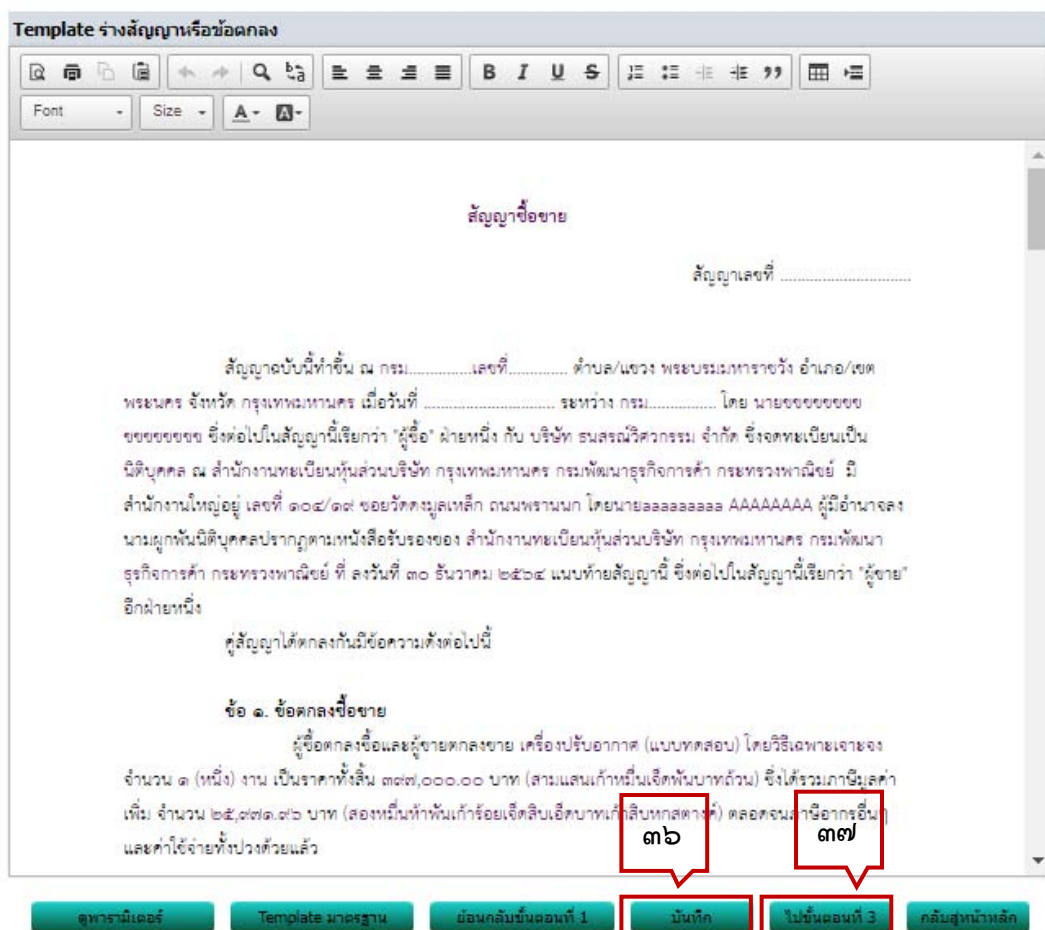 Template ร่างสัญญาหรือข้อตกลง
Font Size
สัญญาซื้อขาย
สัญญาเลขที่ ................................
สัญญาฉบับนี้ทำขึ้น ณ กรม...............เลขที่.............. ตำบล/แขวง พระบรมมหาราชวัง อำเภอ/เขต
พระนคร จังหวัด กรุงเทพมหานคร เมื่อวันที่ ................................ ระหว่าง กรม................ โดย นายขขขขขขขขข
ขขขขขขขข ซึ่งต่อไปในสัญญานี้เรียกว่า "ผู้ซื้อ" ฝ่ายหนึ่ง กับ บริษัท ธนสรณ์วิศวกรรม จำกัด ซึ่งจดทะเบียนเป็น
นิติบุคคล ณ สำนักงานทะเบียนหุ้นส่วนบริษัท กรุงเทพมหานคร กรมพัฒนาธุรกิจการค้า กระทรวงพาณิชย์ มี
สำนักงานใหญ่อยู่ เลขที่ ๑๐๔/๑๙ ซอยวัดดงมูลเหล็ก ถนนพรานนก โดยนายaaaaaaaaa AAAAAAAA ผู้มีอำนาจลง
นามผูกพันนิติบุคคลปรากฏตามหนังสือรับรองของ สำนักงานทะเบียนหุ้นส่วนบริษัท กรุงเทพมหานคร กรมพัฒนา
ธุรกิจการค้า กระทรวงพาณิชย์ ที่ ลงวันที่ ๓๐ ธันวาคม ๒๕๖๔ แนบท้ายสัญญานี้ ซึ่งต่อไปในสัญญานี้เรียกว่า "ผู้ขาย"
อีกฝ่ายหนึ่ง
คู่สัญญาได้ตกลงกันมีข้อความดังต่อไปนี้
ข้อ ๑. ข้อตกลงซื้อขาย
ผู้ซื้อตกลงซื้อและผู้ขายตกลงขาย เครื่องปรับอากาศ (แบบทดสอบ) โดยวิธีเฉพาะเจาะจง
จำนวน ๑ (หนึ่ง) งาน เป็นราคาทั้งสิ้น ๓๙๗,๐๐๐.๐๐ บาท (สามแสนเก้าหมื่นเจ็ดพันบาทถ้วน) ซึ่งได้รวมภาษีมูลค่า
เพิ่ม จำนวน ๒๕,๙๗๑.๙๖ บาท (สองหมื่นห้าพันเก้าร้อยเจ็ดสิบเอ็ดบาทเก้าสิบหกสตางค์) ตลอดจนภาษีอากรอื่นๆ
และค่าใช้จ่ายทั้งปวงด้วยแล้ว
๓๖ ๓๗
ดูพารามิเตอร์ Template มาตรฐาน ย้อนกลับขั้นตอนที่ 1 บันทึก ไปขั้นตอนที่ 3 กลับสู่หน้าหลัก